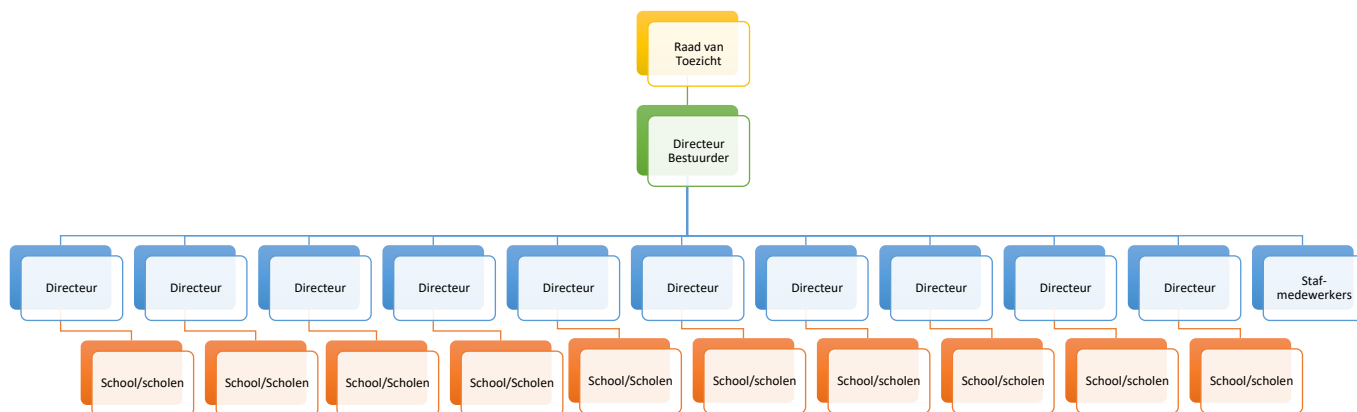 Raad van
Toezicht
Directeur
Bestuurder
Directeur
Directeur
Directeur
Directeur
Directeur
Directeur
Directeur
Directeur
Directeur
Directeur
Staf-
medewerkers
School/scholen
School/Scholen
School/Scholen
School/Scholen
School/Scholen
School/Scholen
School/scholen
School/scholen
School/scholen
School/scholen